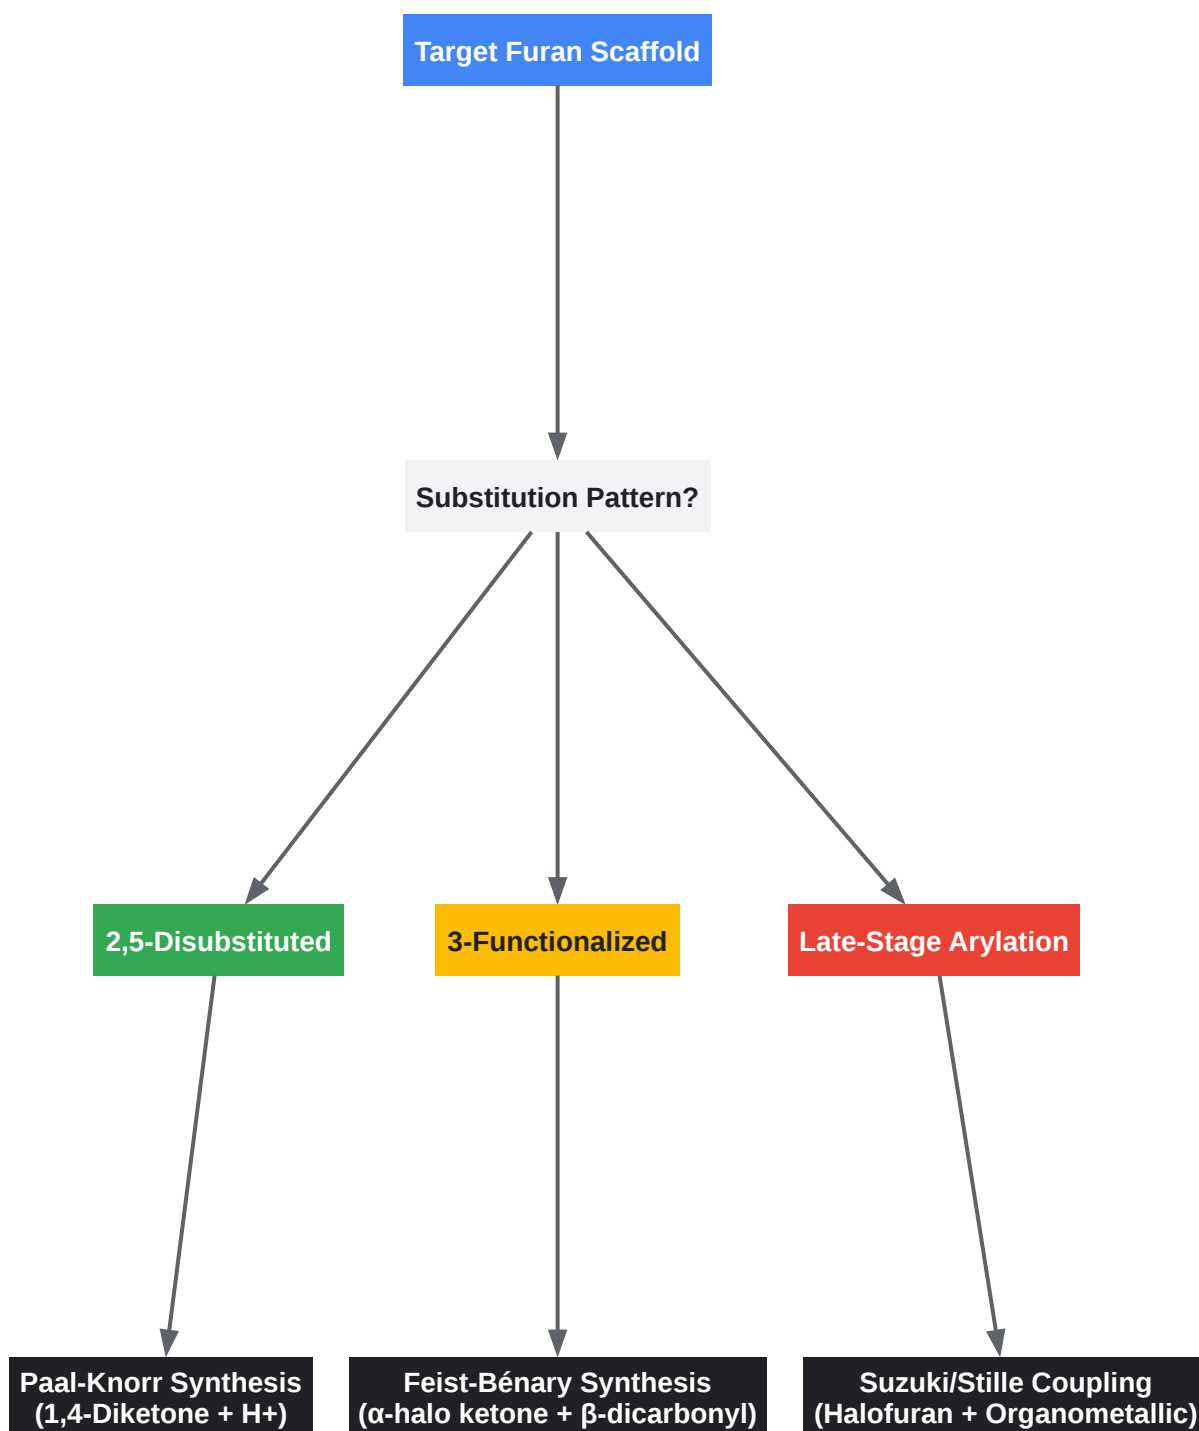 Target Furan Scaffold
Substitution Pattern?
2,5-Disubstituted
3-Functionalized
Late-Stage Arylation
Paal-Knorr Synthesis
(1,4-Diketone + H+)
Feist-Bénary Synthesis
(α-halo ketone + β-dicarbonyl)
Suzuki/Stille Coupling
(Halofuran + Organometallic)